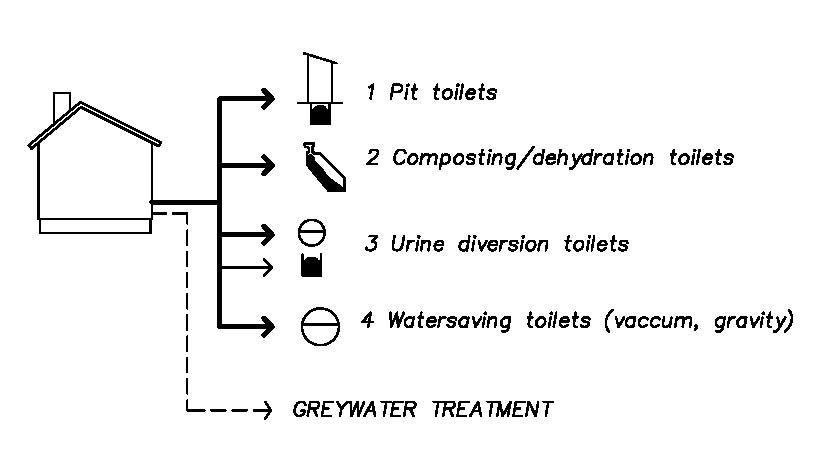 1 Pit toilets
2 Composting/dehydration toilets
3 Urine diversion toilets
4 Watersaving toilets (vaccum, gravity)
GREYWATER TREATMENT